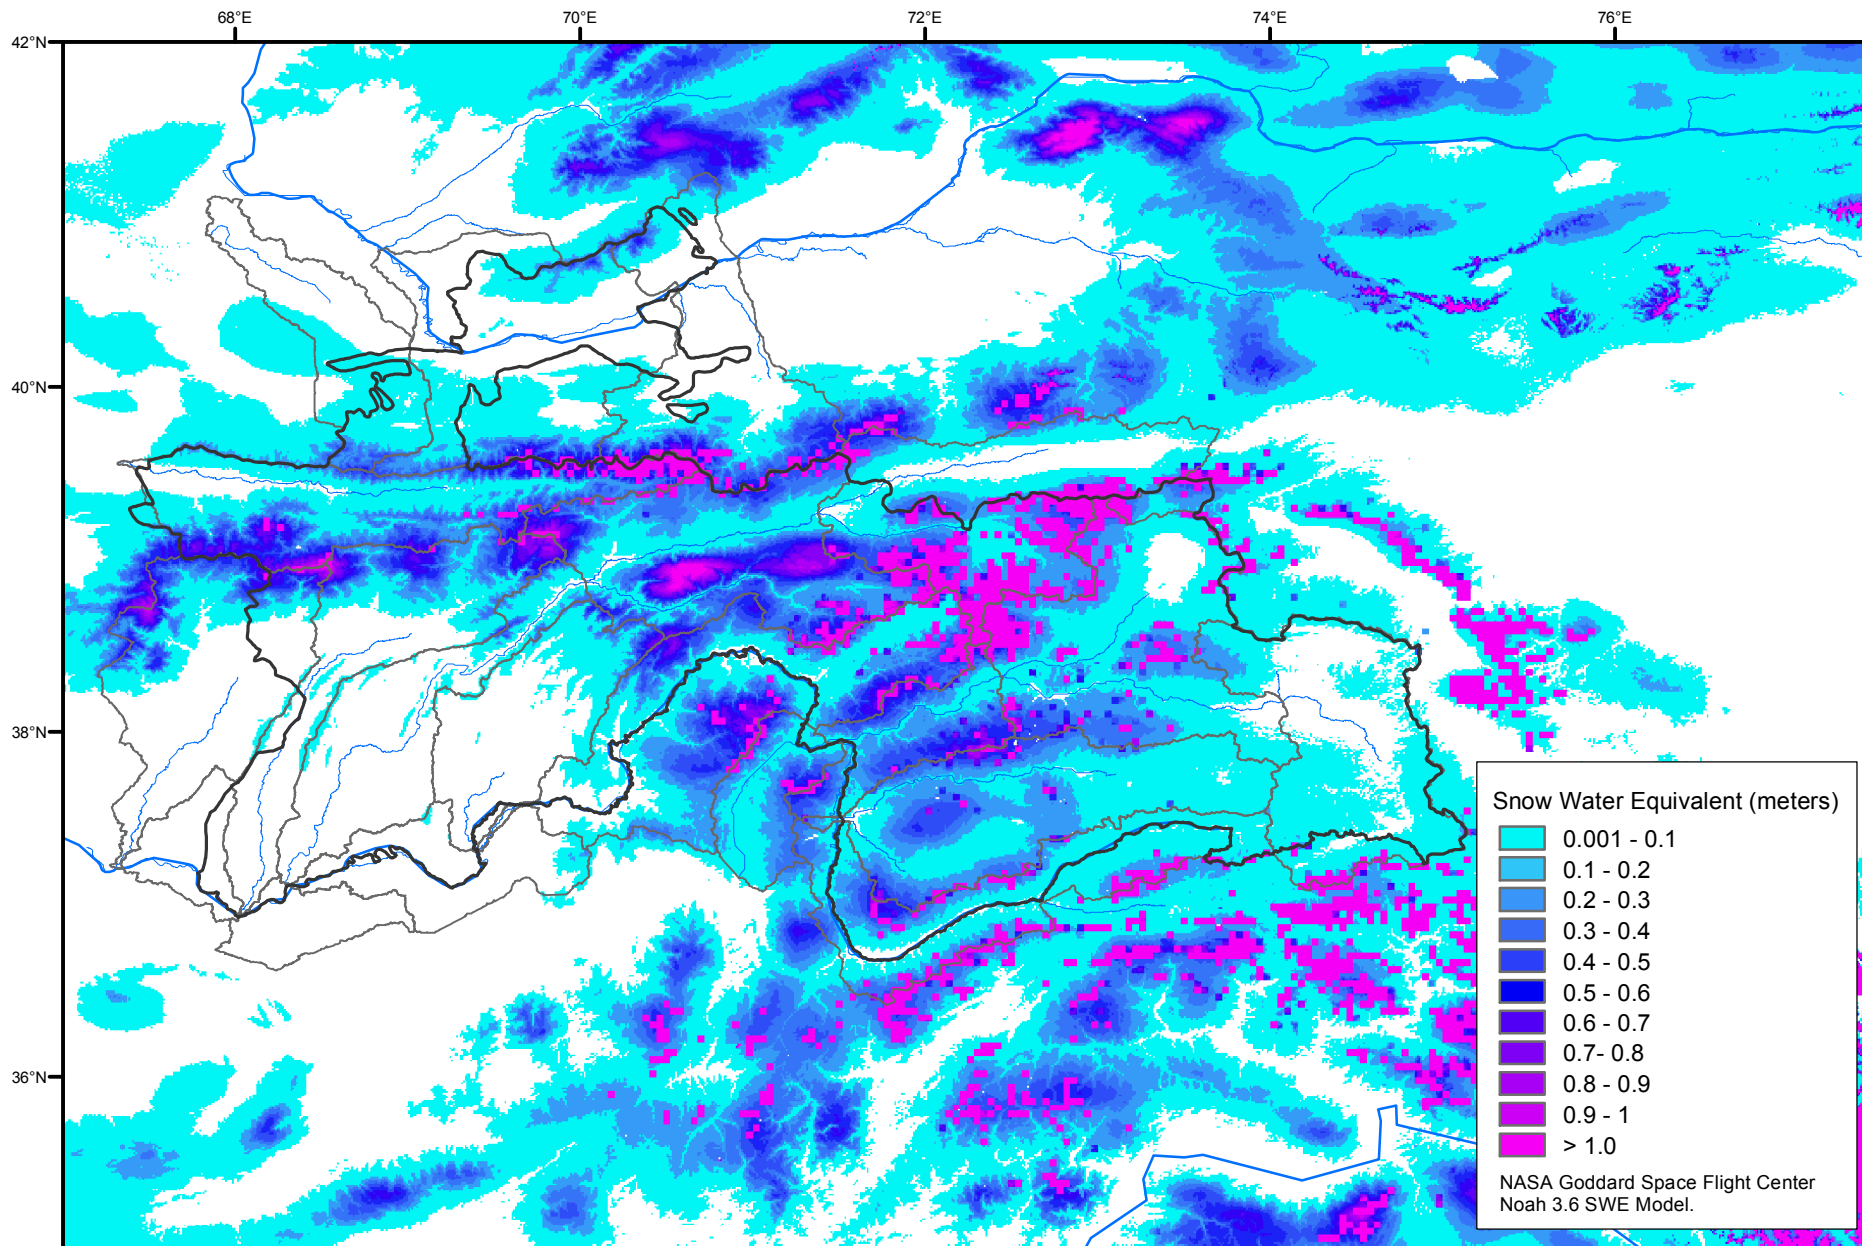 68°E 70°E 72°E 74°E 76°E
42°N
40°N
38°N
36°N
Snow Water Equivalent (meters)
0.001 - 0.1
0.1 - 0.2
0.2 - 0.3
0.3 - 0.4
0.4 - 0.5
0.5 - 0.6
0.6 - 0.7
0.7- 0.8
0.8 - 0.9
0.9 - 1
> 1.0
NASA Goddard Space Flight Center
Noah 3.6 SWE Model.